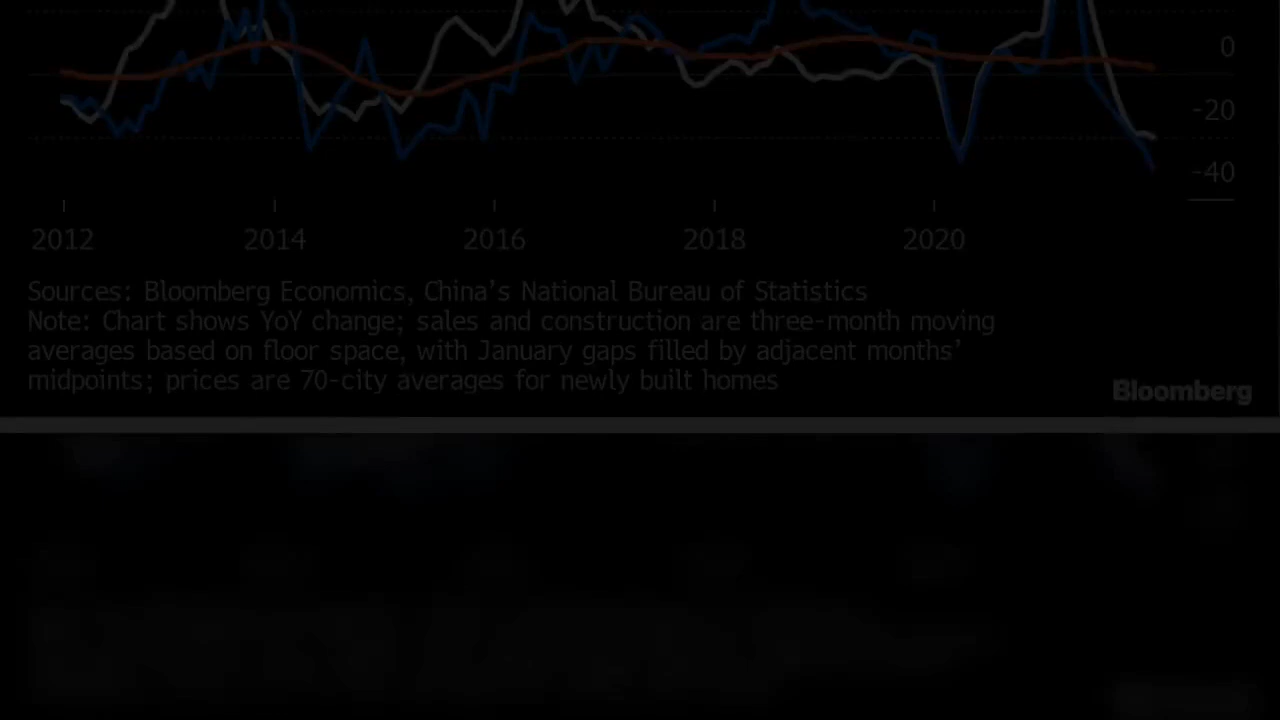 0
-20
-40
2012 2014 2016 2018 2020
Sources: Bloomberg Economics, China’s National Bureau of Statistics
Note: Chart shows YoY change; sales and construction are three-month moving
averages based on floor space, with January gaps filled by adjacent months’
midpoints; prices are 70-city averages for newly built homes
Bloomberg